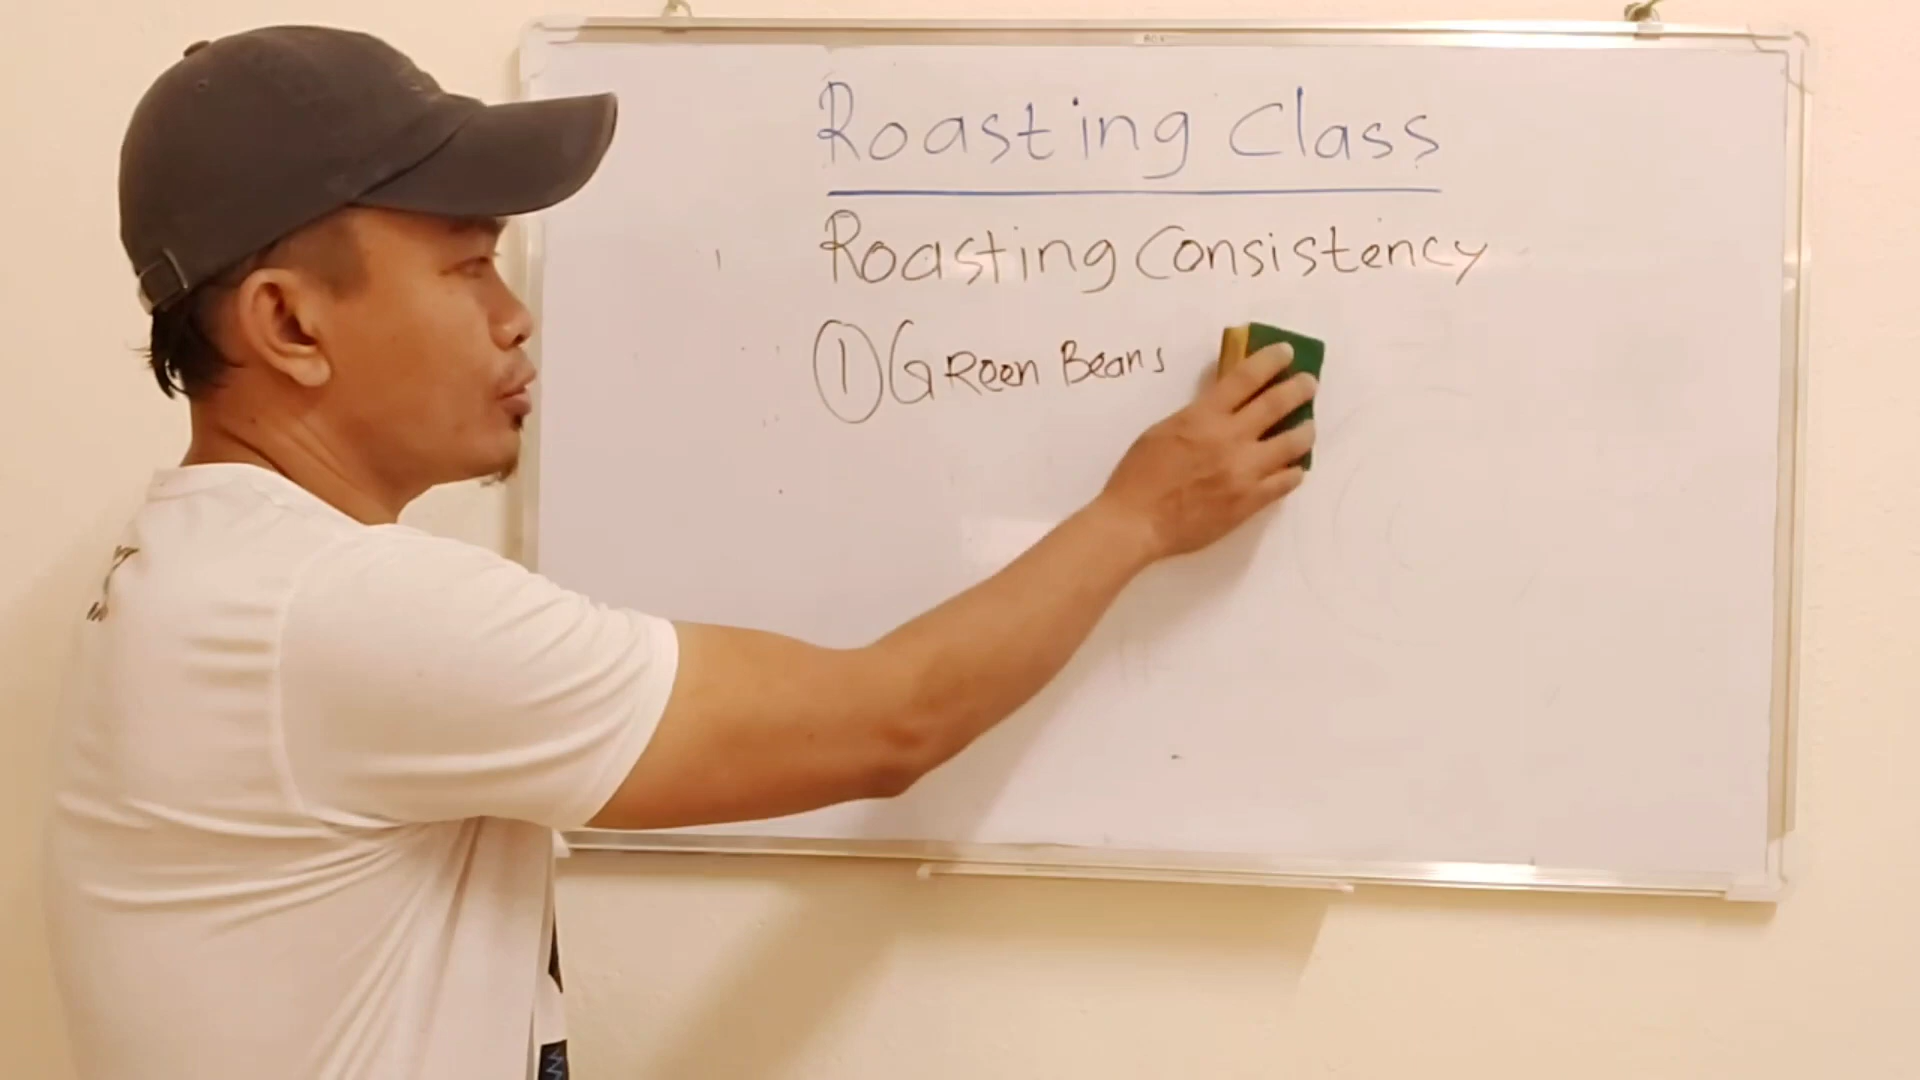 Roasting Class
Roasting Consistency
① GReen Beans